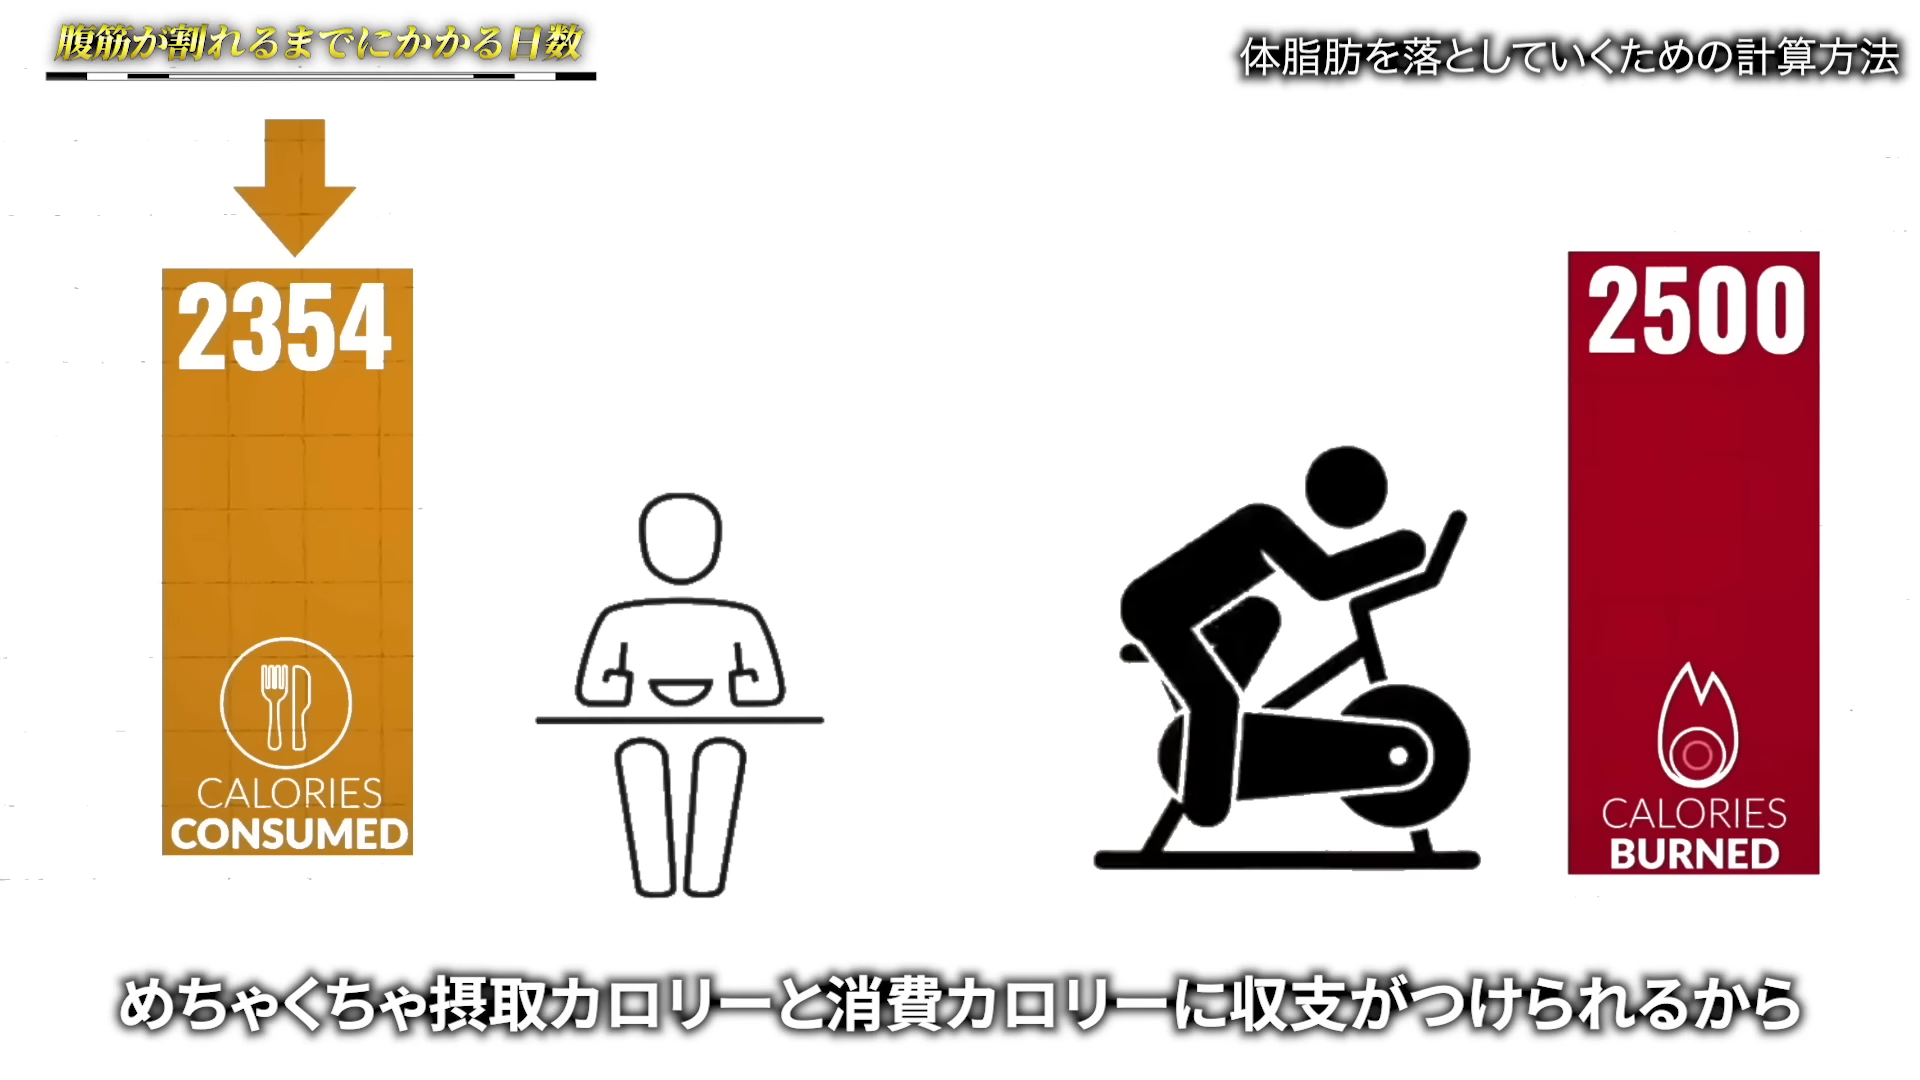 腹筋が割れるまでにかかる日数
体脂肪を落としていくための計算方法
2354
CALORIES
CONSUMED
2500
CALORIES
BURNED
めちゃくちゃ摂取カロリーと消費カロリーに収支がつけられるから